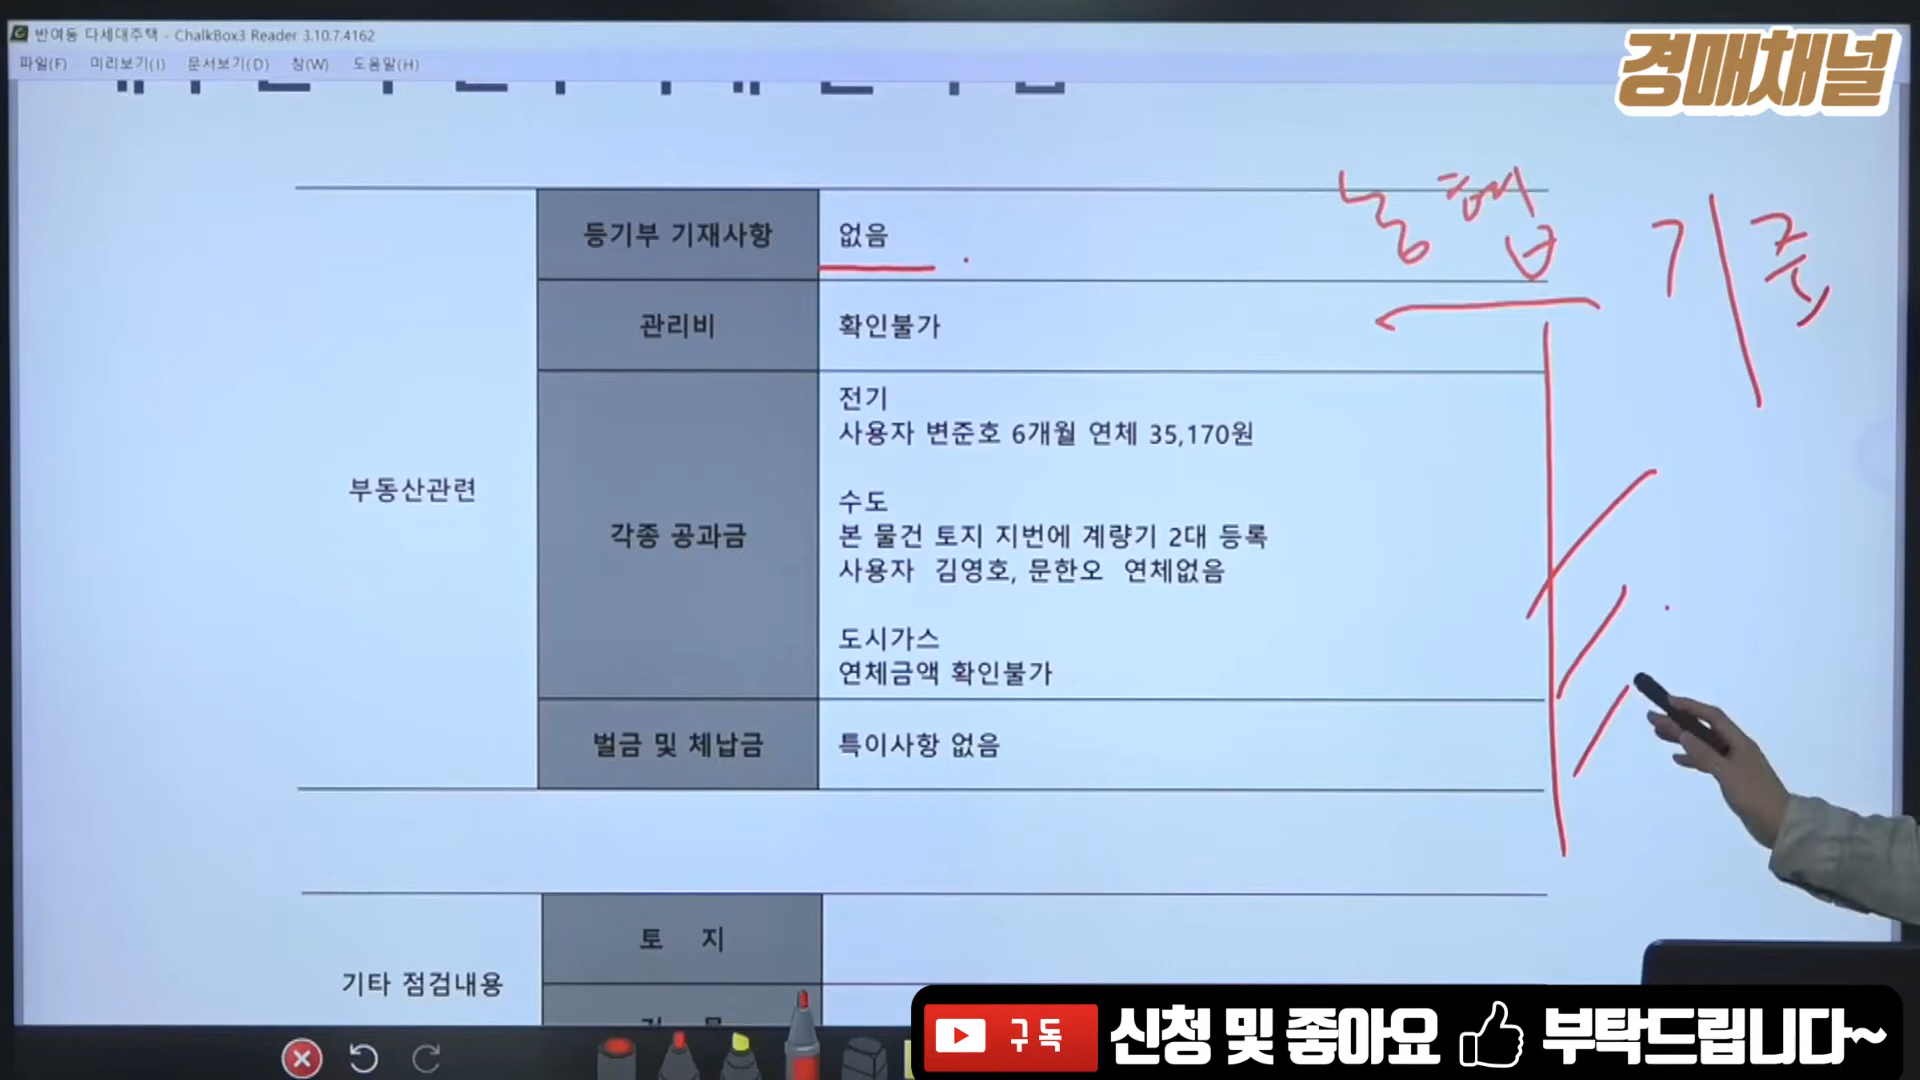 반여동 다세대주택 - ChalkBox3 Reader 3.10.7.4162
파일(F) 미리보기(I) 문서보기(D) 창(W) 도움말(H)
경매채널
농협 기준
부동산관련
등기부 기재사항 없음
관리비 확인불가
각종 공과금
전기
사용자 변준호 6개월 연체 35,170원
수도
본 물건 토지 지번에 계량기 2대 등록
사용자 김영호, 문한오 연체없음
도시가스
연체금액 확인불가
벌금 및 체납금 특이사항 없음
기타 점검내용
토 지
구독 신청 및 좋아요 부탁드립니다~